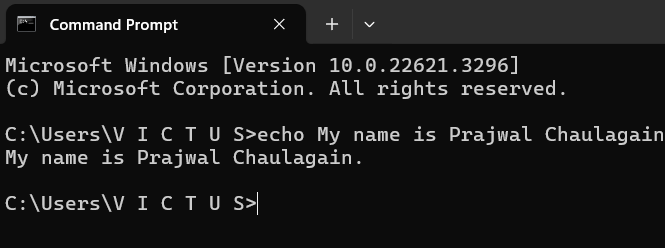 Command Prompt
Microsoft Windows [Version 10.0.22621.3296]
(c) Microsoft Corporation. All rights reserved.
C:\Users\V I C T U S>echo My name is Prajwal Chaulagain
My name is Prajwal Chaulagain.
C:\Users\V I C T U S>